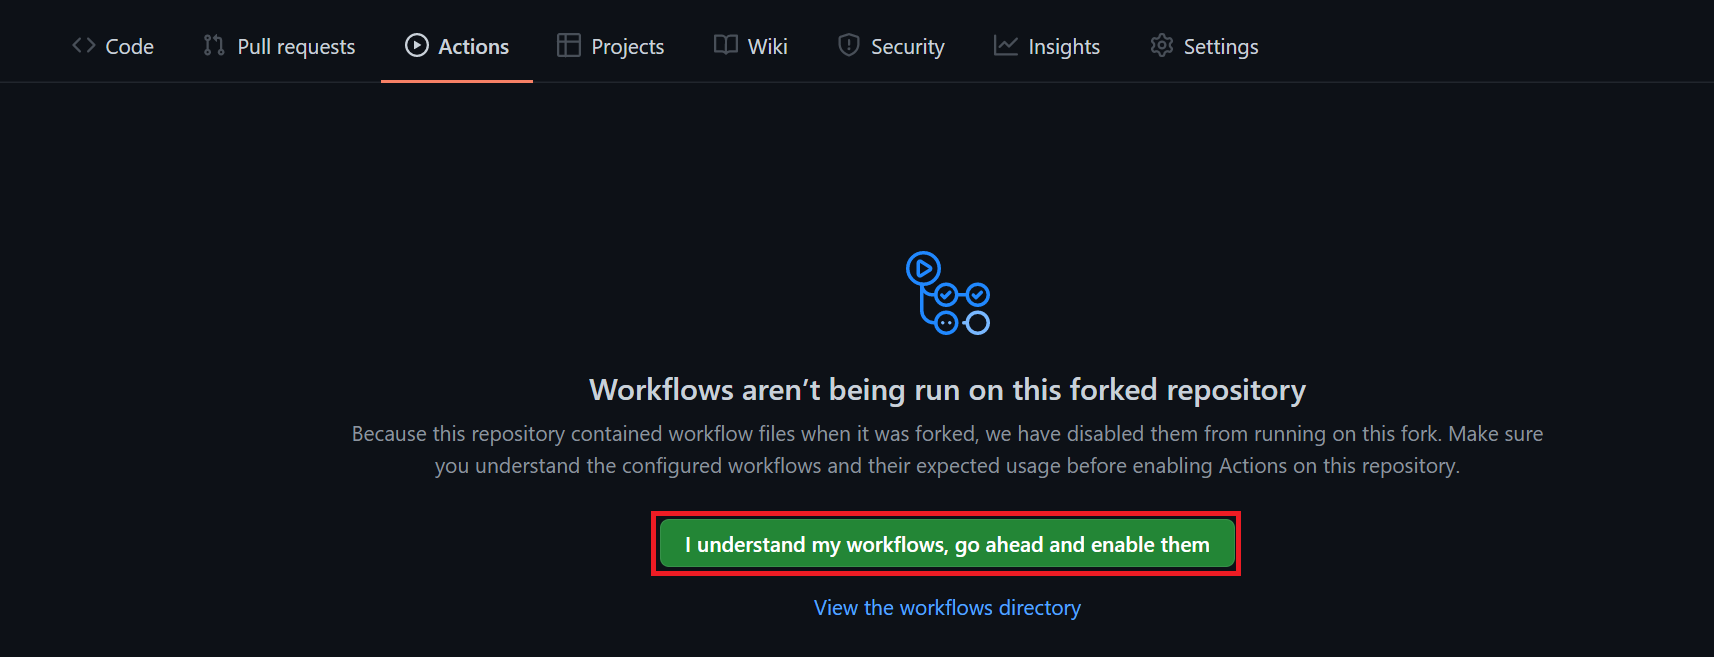 Code Pull requests Actions Projects Wiki Security Insights Settings
Workflows aren’t being run on this forked repository
Because this repository contained workflow files when it was forked, we have disabled them from running on this fork. Make sure
you understand the configured workflows and their expected usage before enabling Actions on this repository.
I understand my workflows, go ahead and enable them
View the workflows directory